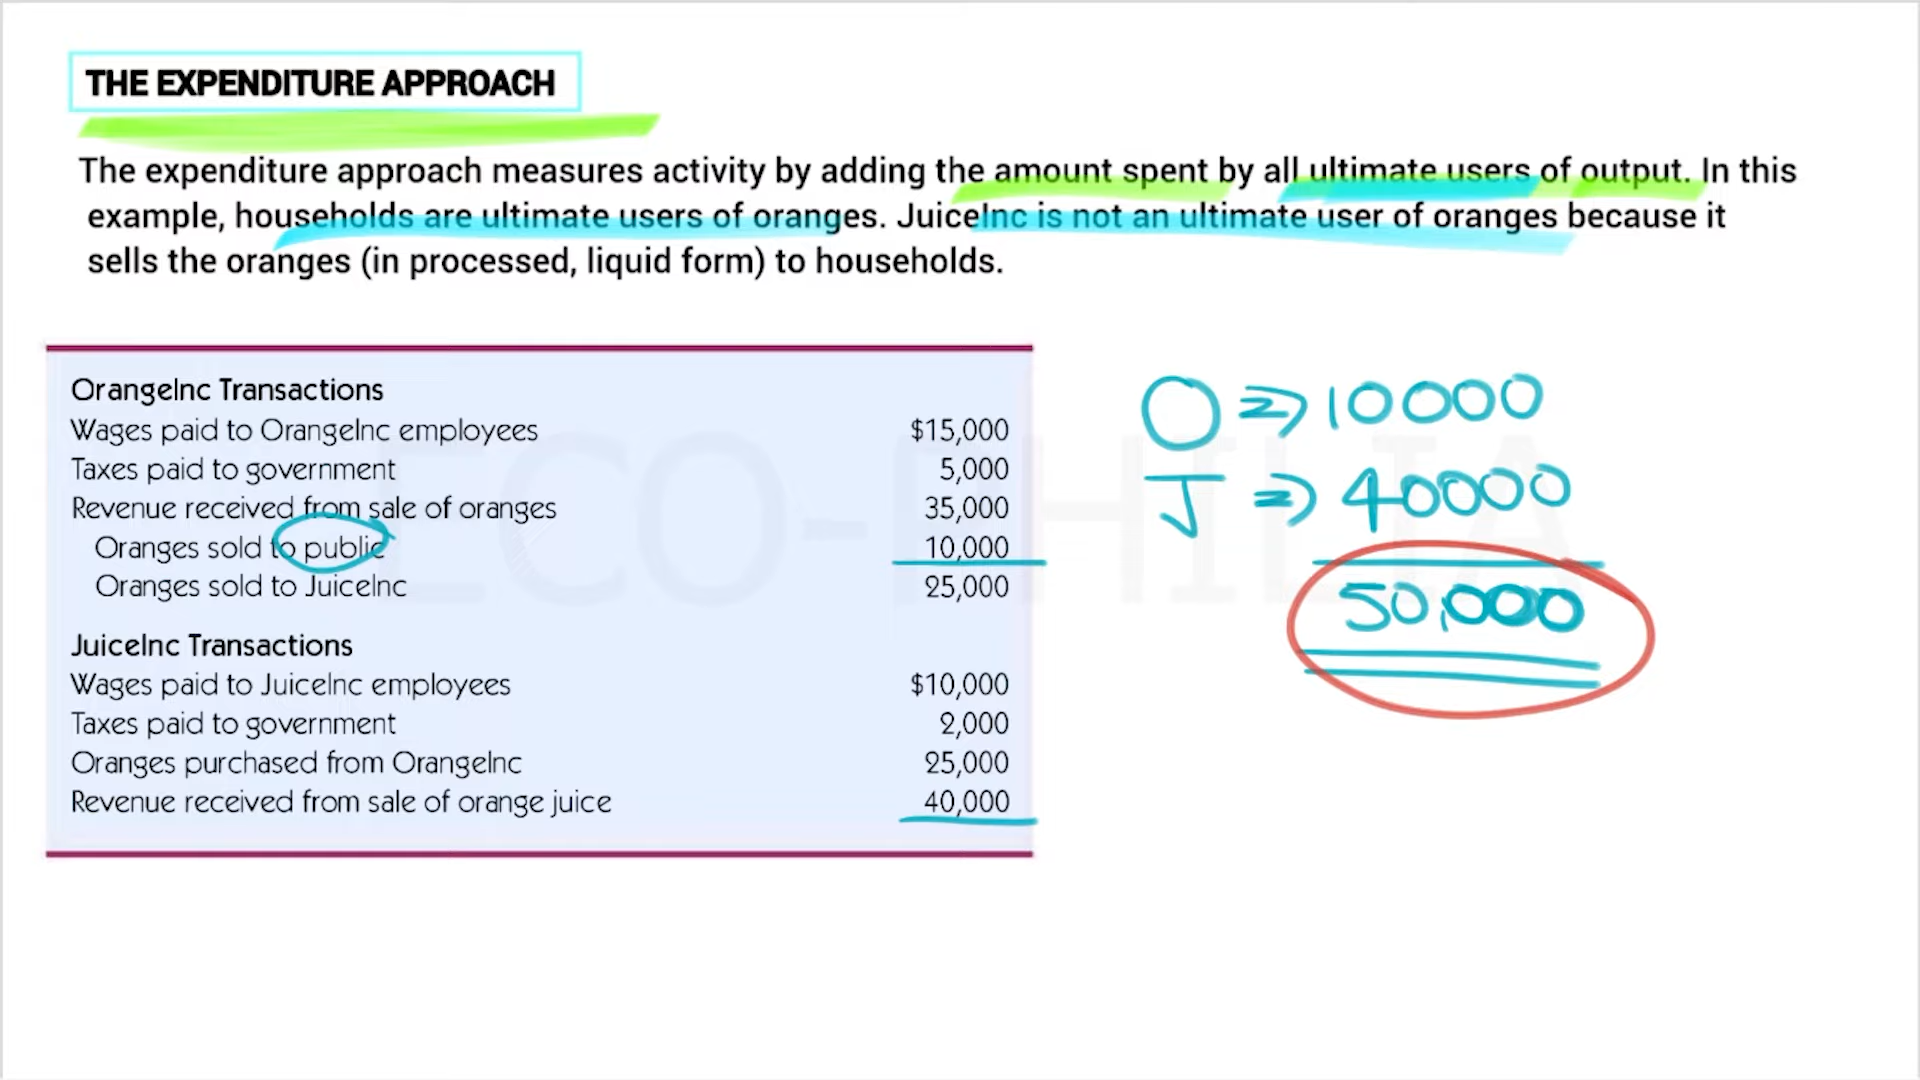 THE EXPENDITURE APPROACH
The expenditure approach measures activity by adding the amount spent by all ultimate users of output. In this
example, households are ultimate users of oranges. JuiceInc is not an ultimate user of oranges because it
sells the oranges (in processed, liquid form) to households.
OrangeInc Transactions
Wages paid to OrangeInc employees $15,000
Taxes paid to government 5,000
Revenue received from sale of oranges 35,000
Oranges sold to public 10,000
Oranges sold to JuiceInc 25,000
JuiceInc Transactions
Wages paid to JuiceInc employees $10,000
Taxes paid to government 2,000
Oranges purchased from OrangeInc 25,000
Revenue received from sale of orange juice 40,000
O => 10000
J => 40000
50,000
ECO-PHILIA